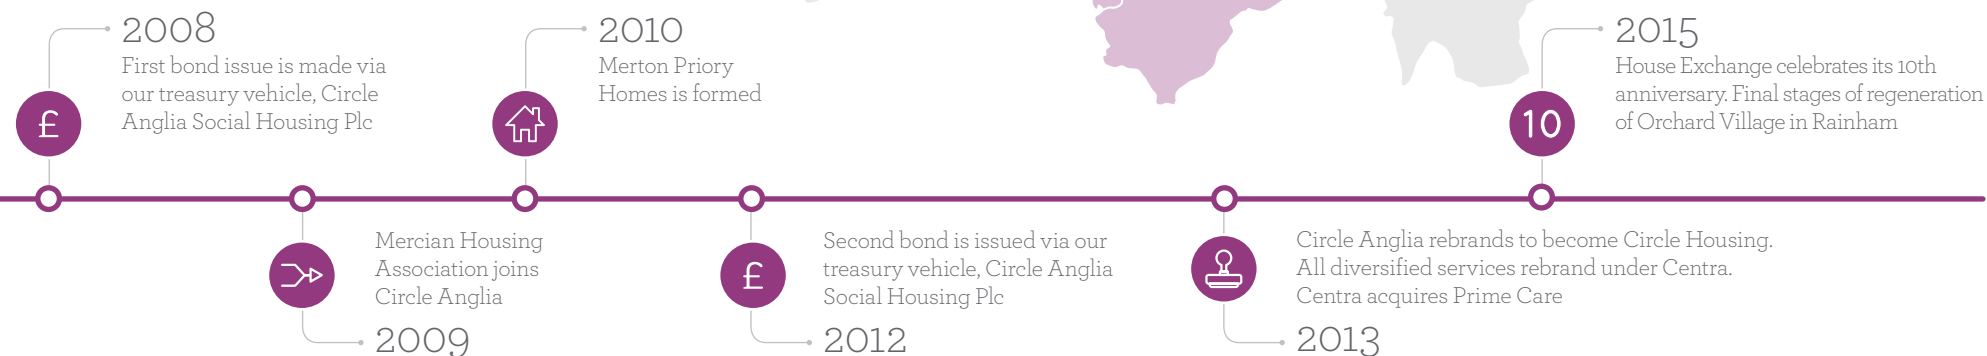 2008
First bond issue is made via
our treasury vehicle, Circle
Anglia Social Housing Plc
£
Mercian Housing
Association joins
Circle Anglia
2009
2010
Merton Priory
Homes is formed
Second bond is issued via our
treasury vehicle, Circle Anglia
Social Housing Plc
£
2012
Circle Anglia rebrands to become Circle Housing.
All diversified services rebrand under Centra.
Centra acquires Prime Care
2013
2015
House Exchange celebrates its 10th
anniversary. Final stages of regeneration
of Orchard Village in Rainham
10